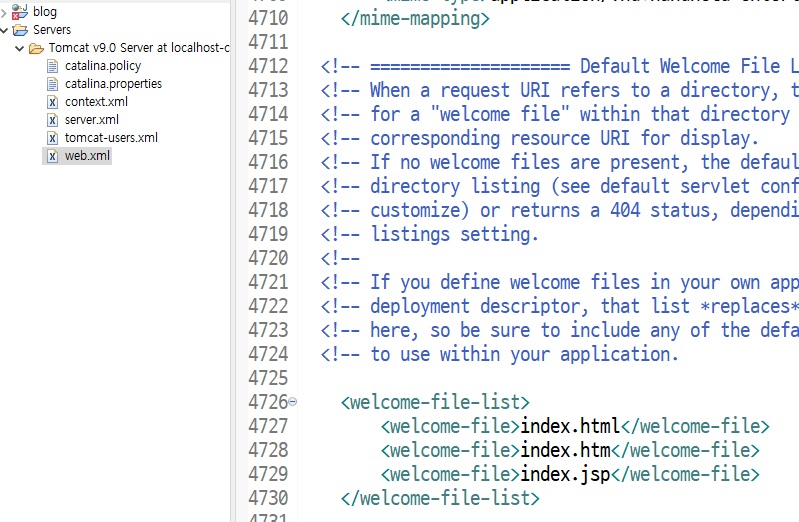 blog
Servers
Tomcat v9.0 Server at localhost-c
catalina.policy
catalina.properties
context.xml
server.xml
tomcat-users.xml
web.xml
4710 </mime-mapping>
4711
4712 <!-- ==================== Default Welcome File L
4713 <!-- When a request URI refers to a directory, t
4714 <!-- for a "welcome file" within that directory
4715 <!-- corresponding resource URI for display.
4716 <!-- If no welcome files are present, the defaul
4717 <!-- directory listing (see default servlet conf
4718 <!-- customize) or returns a 404 status, dependi
4719 <!-- listings setting.
4720 <!--
4721 <!-- If you define welcome files in your own app
4722 <!-- deployment descriptor, that list *replaces*
4723 <!-- here, so be sure to include any of the defa
4724 <!-- to use within your application.
4725
4726 <welcome-file-list>
4727 <welcome-file>index.html</welcome-file>
4728 <welcome-file>index.htm</welcome-file>
4729 <welcome-file>index.jsp</welcome-file>
4730 </welcome-file-list>
4731